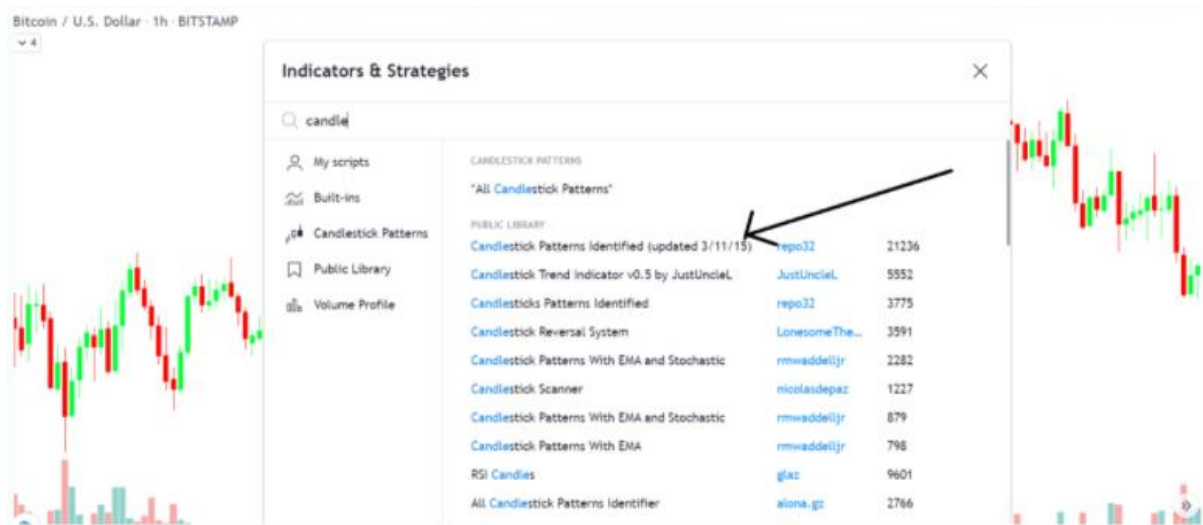 Bitcoin / U.S. Dollar · 1h · BITSTAMP
4
Indicators & Strategies
candle
My scripts
Built-ins
Candlestick Patterns
Public Library
Volume Profile
CANDLESTICK PATTERNS
"All Candlestick Patterns"
PUBLIC LIBRARY
Candlestick Patterns Identified (updated 3/11/15) repo32 21236
Candlestick Trend Indicator v0.5 by JustUncleL JustUncleL 5552
Candlesticks Patterns Identified repo32 3775
Candlestick Reversal System LonesomeThe... 3591
Candlestick Patterns With EMA and Stochastic rmwaddelljr 2282
Candlestick Scanner nicolasdepaz 1227
Candlestick Patterns With EMA and Stochastic rmwaddelljr 879
Candlestick Patterns With EMA rmwaddelljr 798
RSI Candles glaz 9601
All Candlestick Patterns Identifier aiona.gz 2766